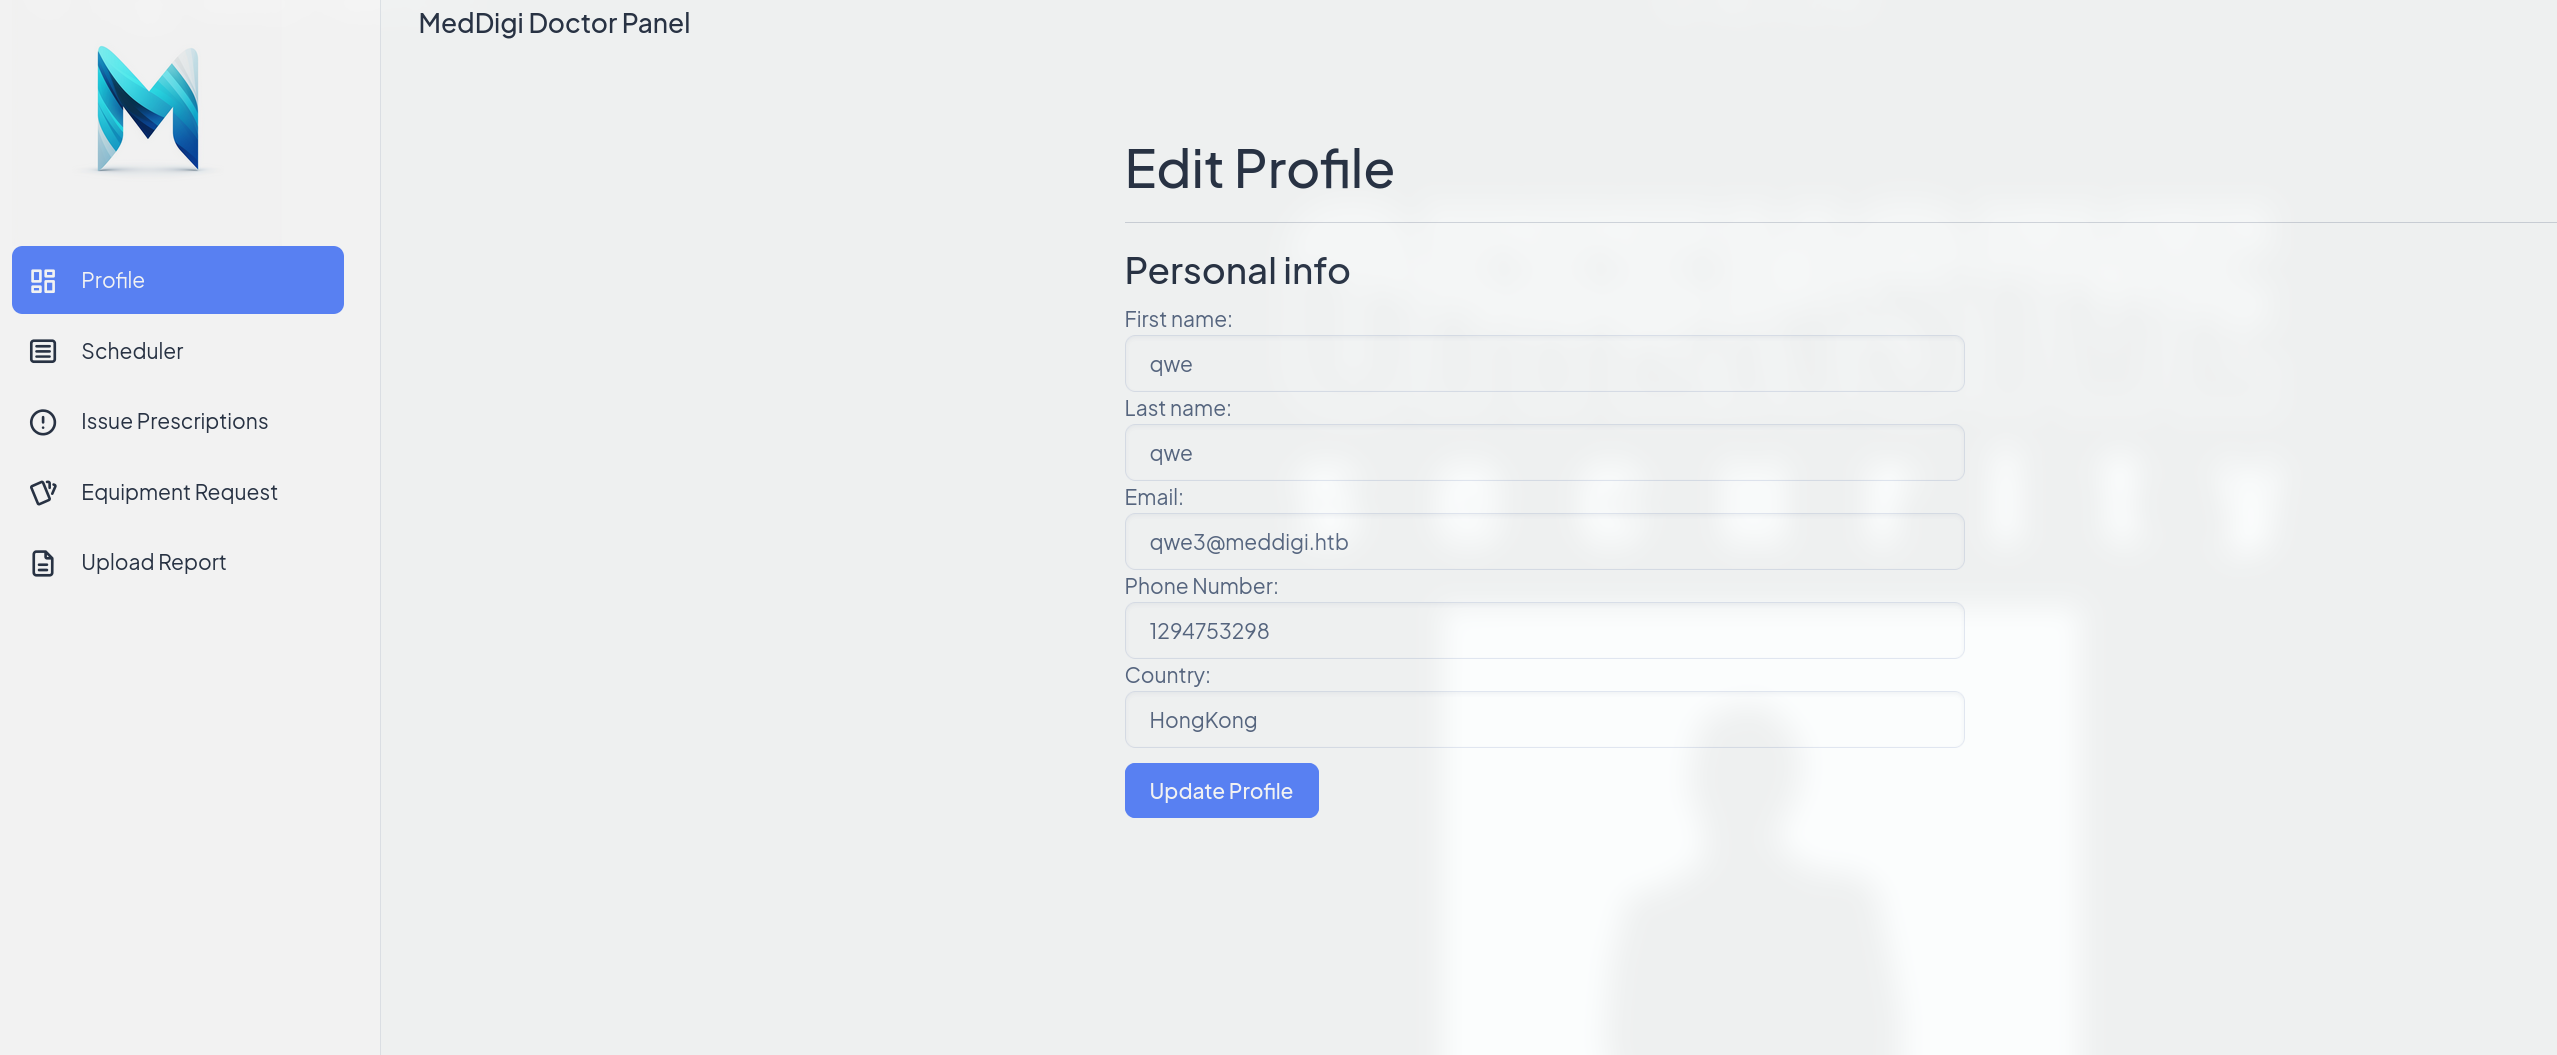 MedDigi Doctor Panel
Profile
Scheduler
Issue Prescriptions
Equipment Request
Upload Report
Edit Profile
Personal info
First name:
qwe
Last name:
qwe
Email:
qwe3@meddigi.htb
Phone Number:
1294753298
Country:
HongKong
Update Profile